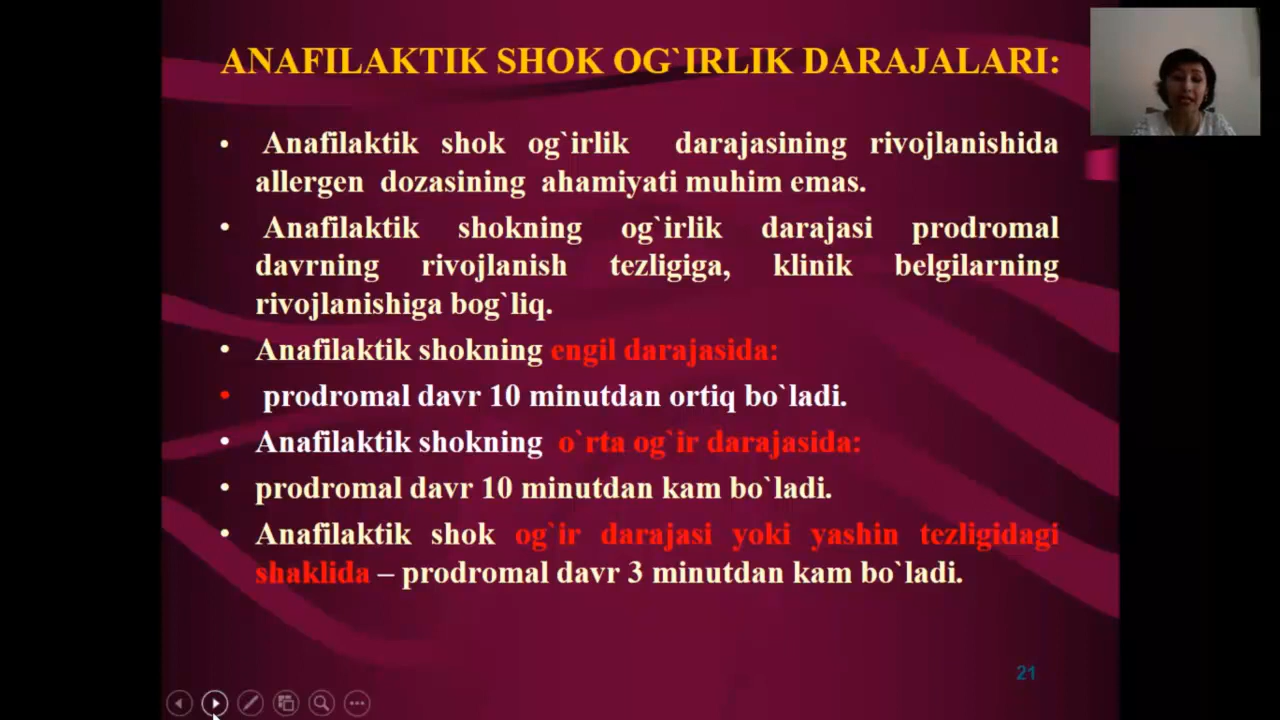 ANAFILAKTIK SHOK OG`IRLIK DARAJALARI:
• Anafilaktik shok og`irlik darajasining rivojlanishida
allergen dozasining ahamiyati muhim emas.
• Anafilaktik shokning og`irlik darajasi prodromal
davrning rivojlanish tezligiga, klinik belgilarning
rivojlanishiga bog`liq.
• Anafilaktik shokning engil darajasida:
• prodromal davr 10 minutdan ortiq bo`ladi.
• Anafilaktik shokning o`rta og`ir darajasida:
• prodromal davr 10 minutdan kam bo`ladi.
• Anafilaktik shok og`ir darajasi yoki yashin tezligidagi
shaklida – prodromal davr 3 minutdan kam bo`ladi.
21